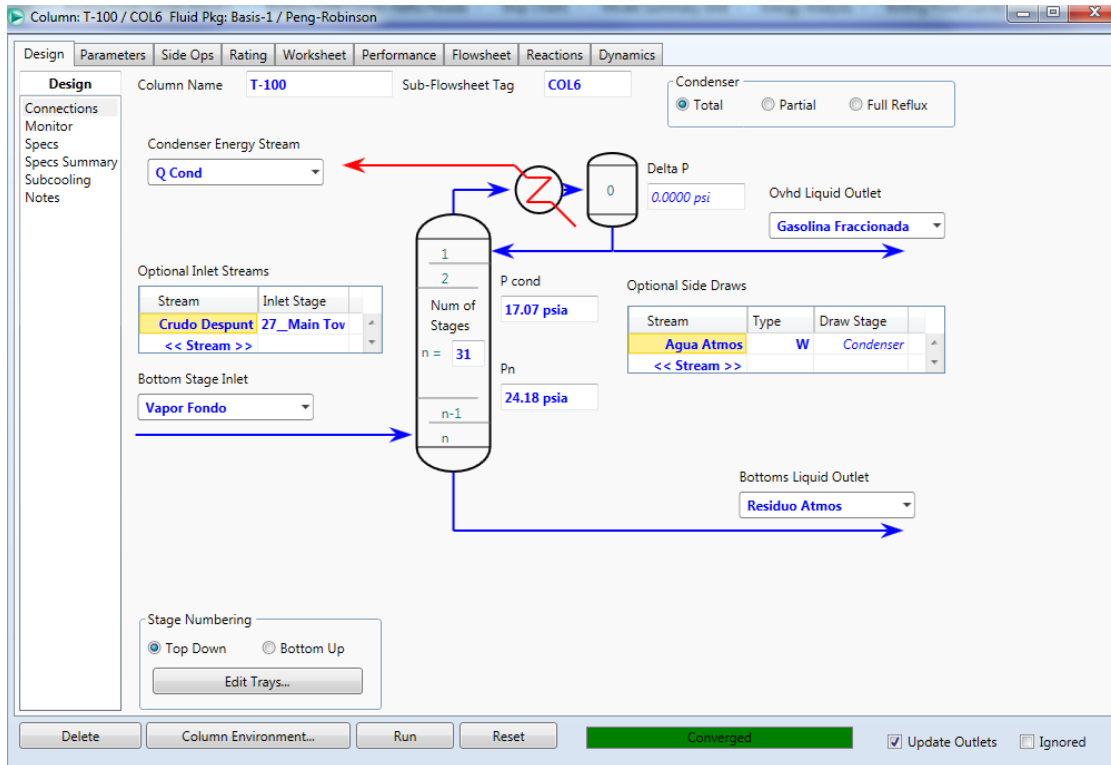 Column: T-100 / COL6 Fluid Pkg: Basis-1 / Peng-Robinson
Design Parameters Side Ops Rating Worksheet Performance Flowsheet Reactions Dynamics
Design
Connections
Monitor
Specs
Specs Summary
Subcooling
Notes
Column Name T-100 Sub-Flowsheet Tag COL6
Condenser
Total Partial Full Reflux
Condenser Energy Stream
Q Cond
0
Delta P
0.0000 psi
Ovhd Liquid Outlet
Gasolina Fraccionada
Optional Inlet Streams
Stream Inlet Stage
Crudo Despunt 27__Main Tow
<< Stream >>
Bottom Stage Inlet
Vapor Fondo
1
2
Num of
Stages
n = 31
n-1
n
P cond
17.07 psia
Pn
24.18 psia
Optional Side Draws
Stream Type Draw Stage
Agua Atmos W Condenser
<< Stream >>
Bottoms Liquid Outlet
Residuo Atmos
Stage Numbering
Top Down Bottom Up
Edit Trays...
Delete Column Environment... Run Reset Converged Update Outlets Ignored